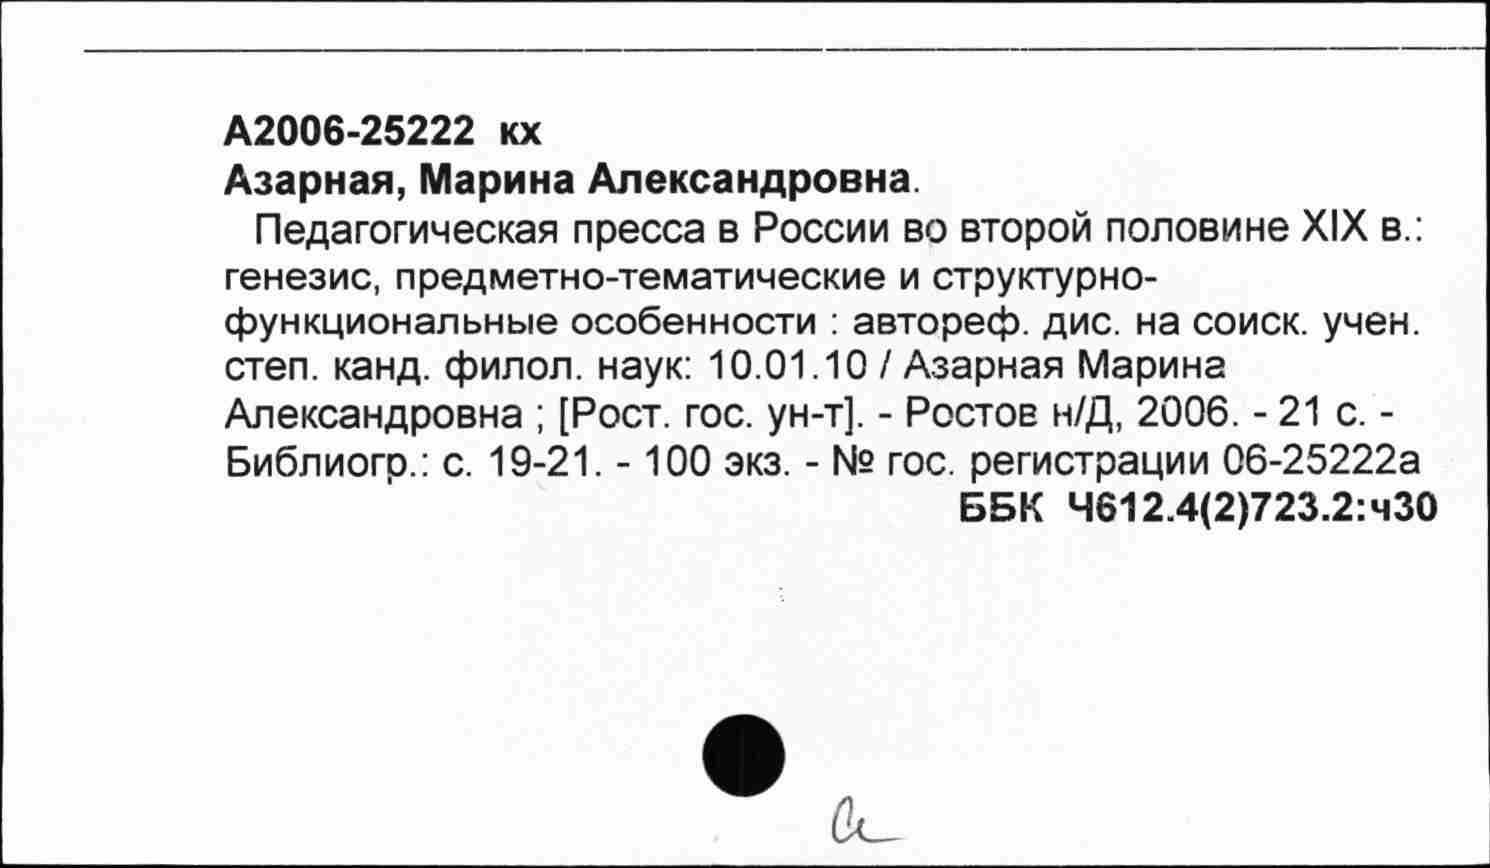 А2006-25222 кх
Азарная, Марина Александровна.
Педагогическая пресса в России во второй половине XIX в.:
генезис, предметно-тематические и структурно-
функциональные особенности : автореф. дис. на соиск. учен.
степ. канд. филол. наук: 10.01.10 / Азарная Марина
Александровна ; [Рост. гос. ун-т]. - Ростов н/Д, 2006. - 21 с. -
Библиогр.: с. 19-21. - 100 экз. - № гос. регистрации 06-25222а
ББК Ч612.4(2)723.2:ч30